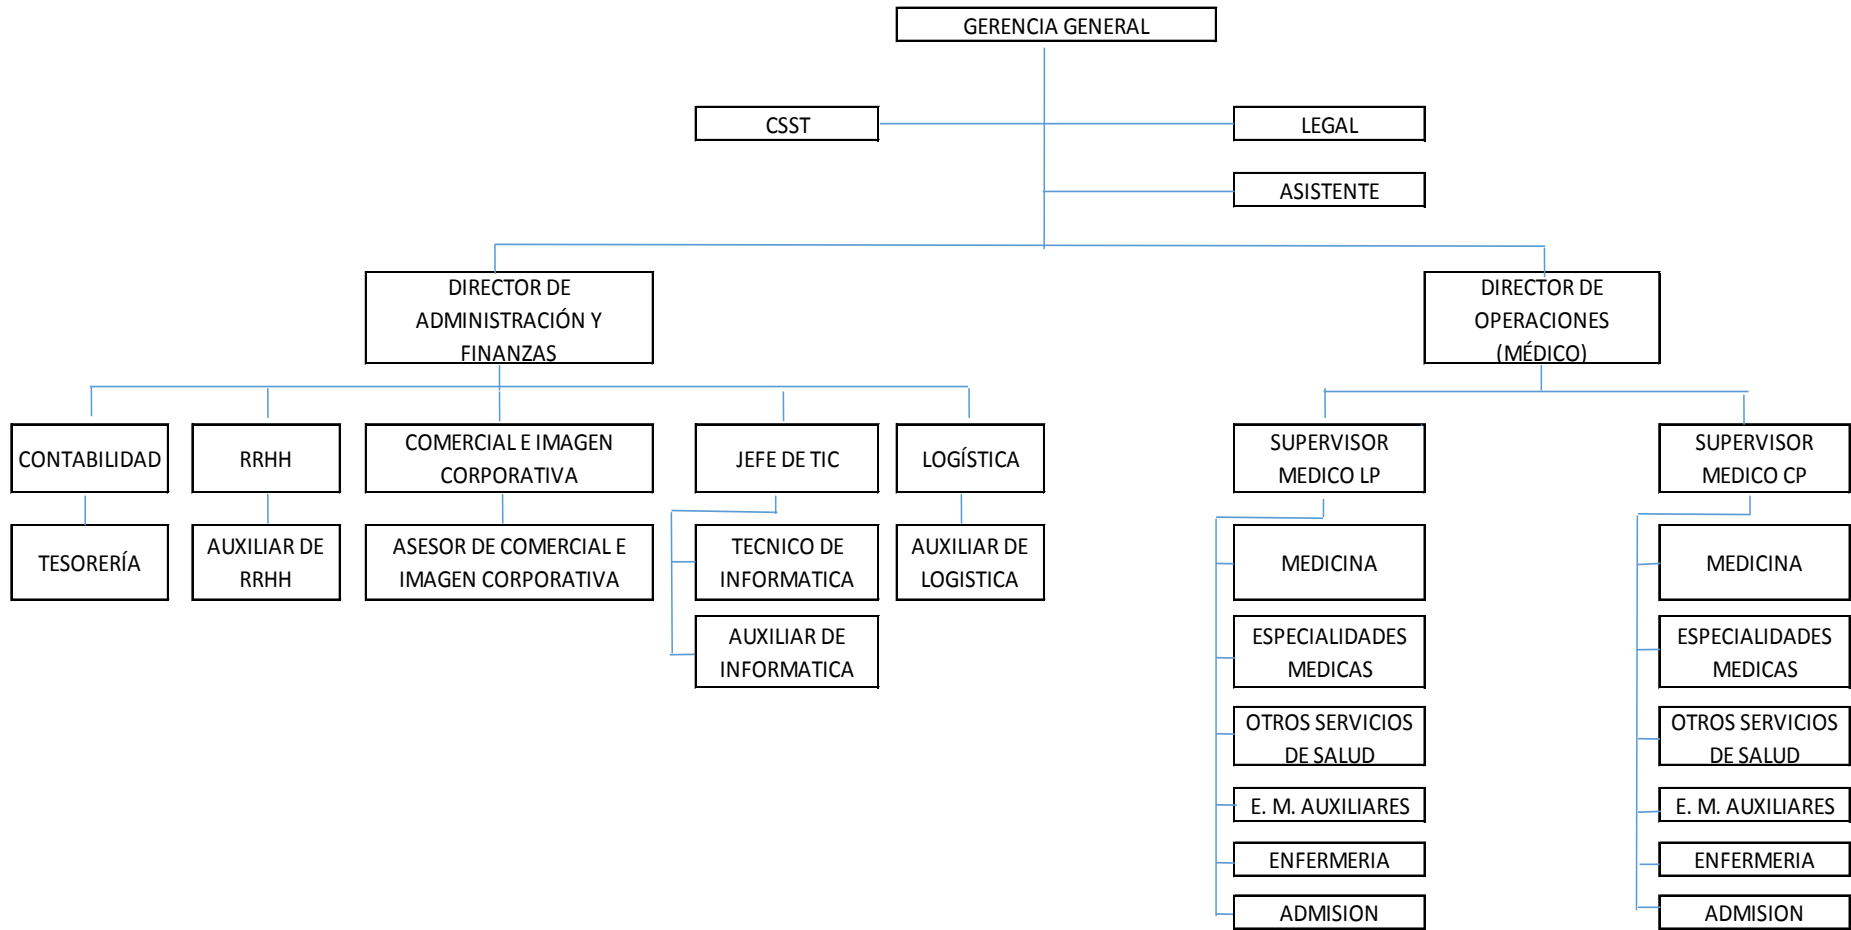 GERENCIA GENERAL
CSST
LEGAL
ASISTENTE
DIRECTOR DE
ADMINISTRACIÓN Y
FINANZAS
DIRECTOR DE
OPERACIONES
(MÉDICO)
CONTABILIDAD
RRHH
COMERCIAL E IMAGEN
CORPORATIVA
JEFE DE TIC
LOGÍSTICA
SUPERVISOR
MEDICO LP
SUPERVISOR
MEDICO CP
TESORERÍA
AUXILIAR DE
RRHH
ASESOR DE COMERCIAL E
IMAGEN CORPORATIVA
TECNICO DE
INFORMATICA
AUXILIAR DE
LOGISTICA
MEDICINA
MEDICINA
AUXILIAR DE
INFORMATICA
ESPECIALIDADES
MEDICAS
ESPECIALIDADES
MEDICAS
OTROS SERVICIOS
DE SALUD
OTROS SERVICIOS
DE SALUD
E. M. AUXILIARES
E. M. AUXILIARES
ENFERMERIA
ENFERMERIA
ADMISION
ADMISION